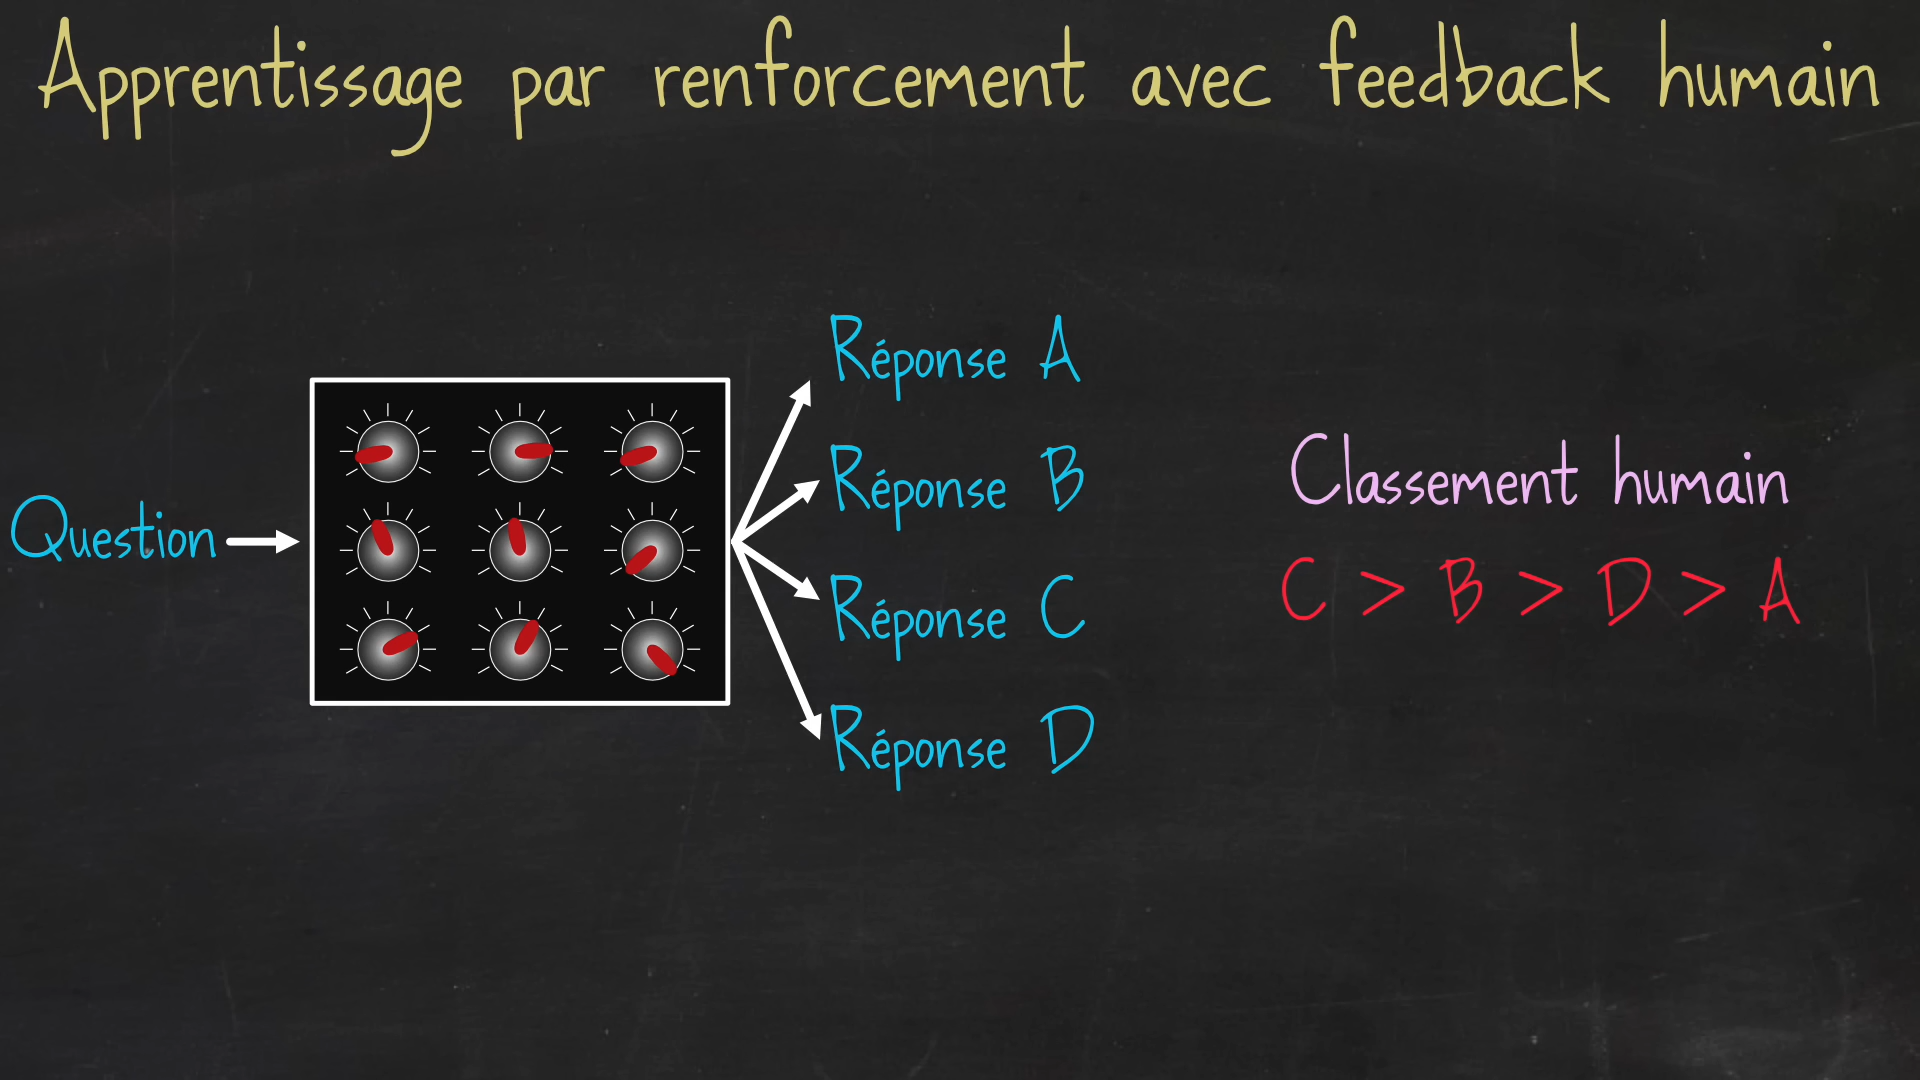 Apprentissage par renforcement avec feedback humain
Question
Réponse A
Réponse B
Réponse C
Réponse D
Classement humain
C > B > D > A